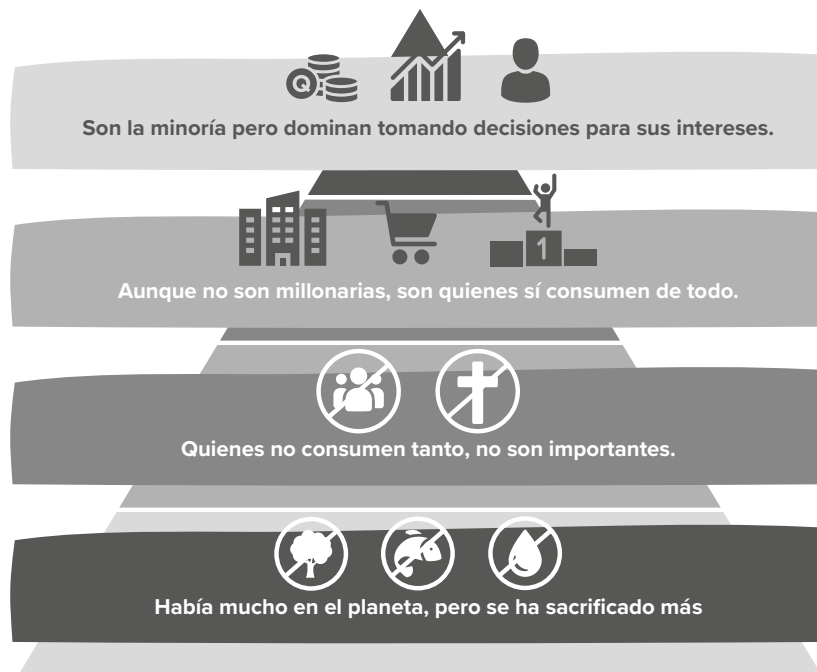 Q
Son la minoría pero dominan tomando decisiones para sus intereses.
1
Aunque no son millonarias, son quienes sí consumen de todo.
Quienes no consumen tanto, no son importantes.
Había mucho en el planeta, pero se ha sacrificado más